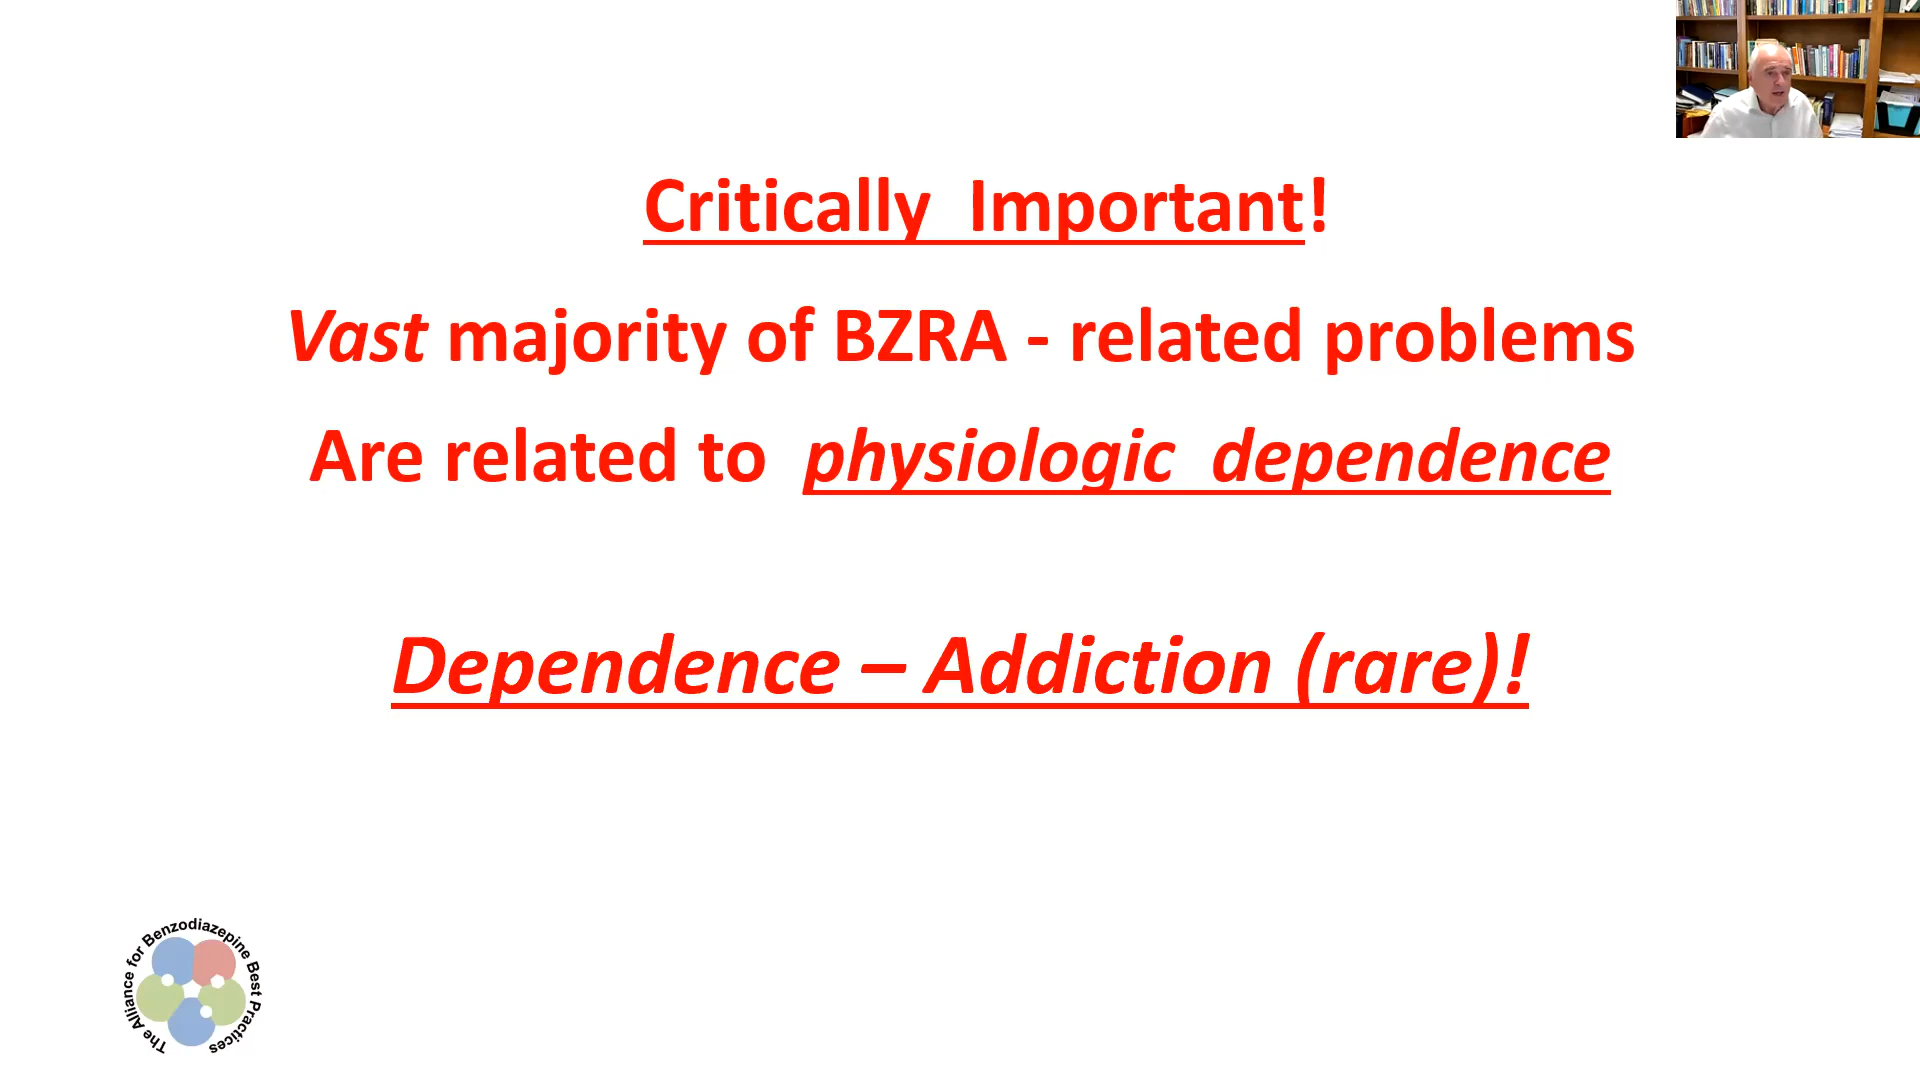 Critically Important!
Vast majority of BZRA - related problems
Are related to physiologic dependence
Dependence – Addiction (rare)!
The Alliance for Benzodiazepine Best Practices